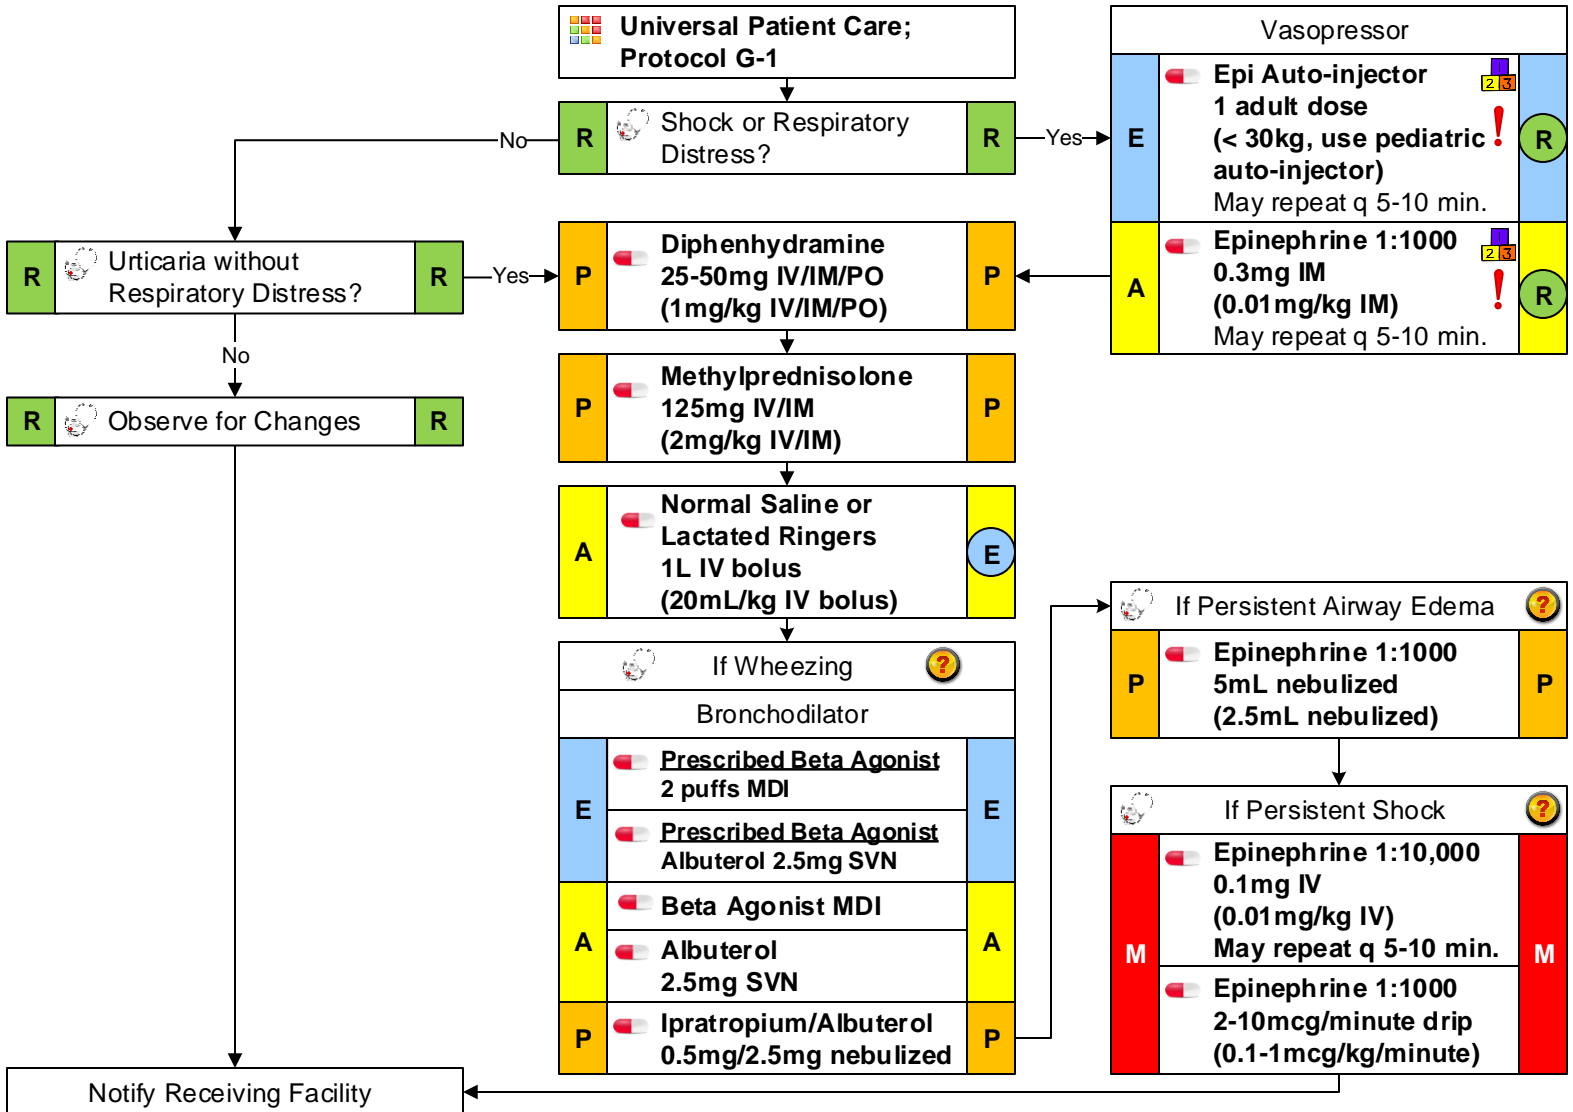 Universal Patient Care;
Protocol G-1
R
Shock or Respiratory
Distress?
R
No
Yes
Vasopressor
E
Epi Auto-injector
1 adult dose
(< 30kg, use pediatric
auto-injector)
May repeat q 5-10 min.
2 3
!
R
A
Epinephrine 1:1000
0.3mg IM
(0.01mg/kg IM)
May repeat q 5-10 min.
2 3
!
R
R
Urticaria without
Respiratory Distress?
R
Yes
No
R
Observe for Changes
R
P
Diphenhydramine
25-50mg IV/IM/PO
(1mg/kg IV/IM/PO)
P
P
Methylprednisolone
125mg IV/IM
(2mg/kg IV/IM)
P
A
Normal Saline or
Lactated Ringers
1L IV bolus
(20mL/kg IV bolus)
E
If Wheezing
?
Bronchodilator
E
Prescribed Beta Agonist
2 puffs MDI
Prescribed Beta Agonist
Albuterol 2.5mg SVN
E
A
Beta Agonist MDI
Albuterol
2.5mg SVN
A
P
Ipratropium/Albuterol
0.5mg/2.5mg nebulized
P
If Persistent Airway Edema
?
P
Epinephrine 1:1000
5mL nebulized
(2.5mL nebulized)
P
If Persistent Shock
?
M
Epinephrine 1:10,000
0.1mg IV
(0.01mg/kg IV)
May repeat q 5-10 min.
Epinephrine 1:1000
2-10mcg/minute drip
(0.1-1mcg/kg/minute)
M
Notify Receiving Facility